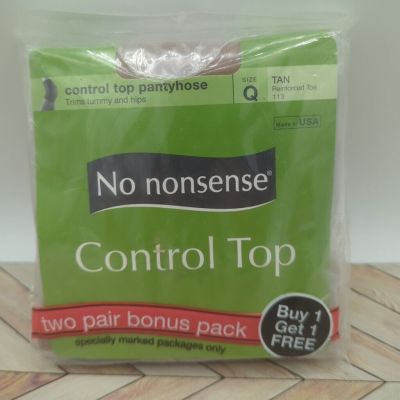 control top pantyhose
Trims tummy and hips
SIZE
Q
TAN
Reinforced Toe
113
Made in USA
No nonsense®
Control Top
two pair bonus pack
specially marked packages only
Buy 1
Get 1
FREE